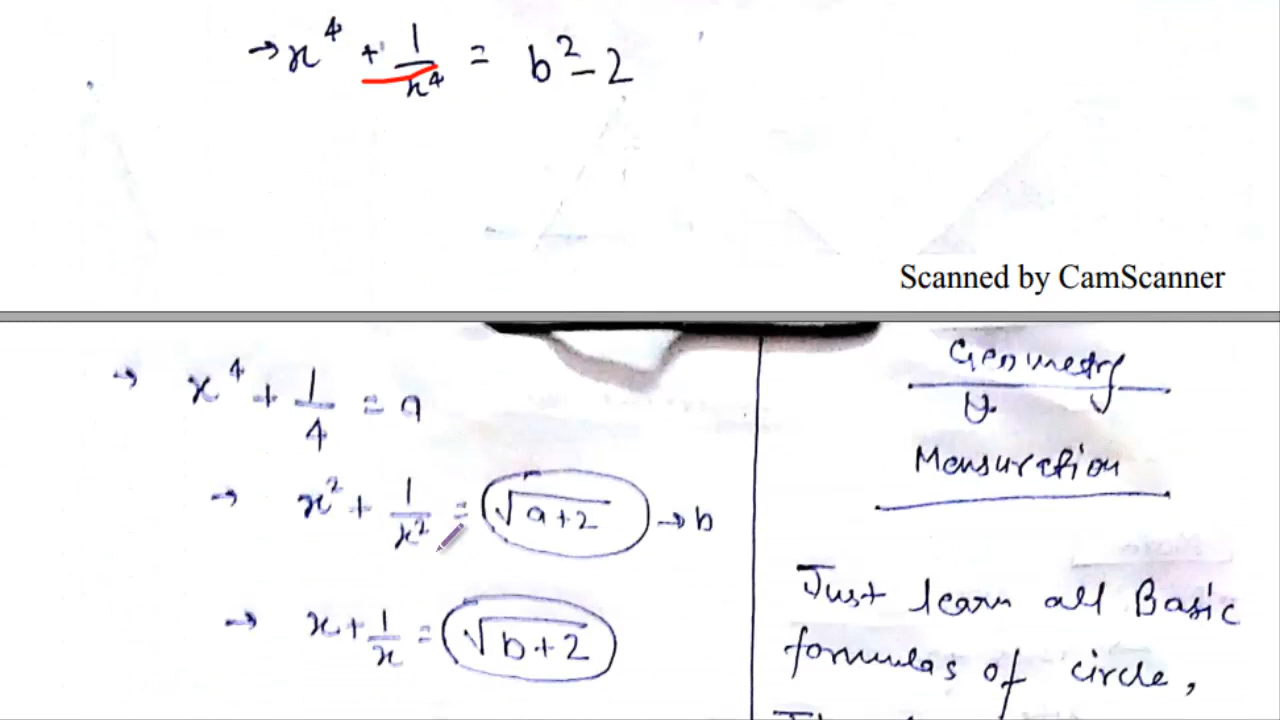 → x⁴ + 1/x⁴ = b² - 2
Scanned by CamScanner
→ x⁴ + 1/4 = a
→ x² + 1/x² = √a+2 → b
→ x + 1/x = √b+2
Geometry
Mensuration
Just learn all Basic
formulas of circle,